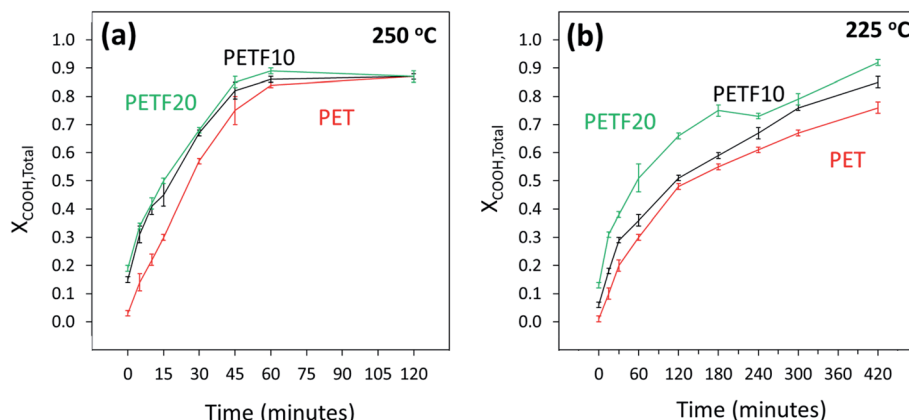 (a)
250 °C
PETF10
PETF20
PET
X_COOH,Total
1.0
0.9
0.8
0.7
0.6
0.5
0.4
0.3
0.2
0.1
0.0
0 15 30 45 60 75 90 105 120
Time (minutes)
(b)
225 °C
PETF10
PETF20
PET
X_COOH,Total
1.0
0.9
0.8
0.7
0.6
0.5
0.4
0.3
0.2
0.1
0.0
0 60 120 180 240 300 360 420
Time (minutes)